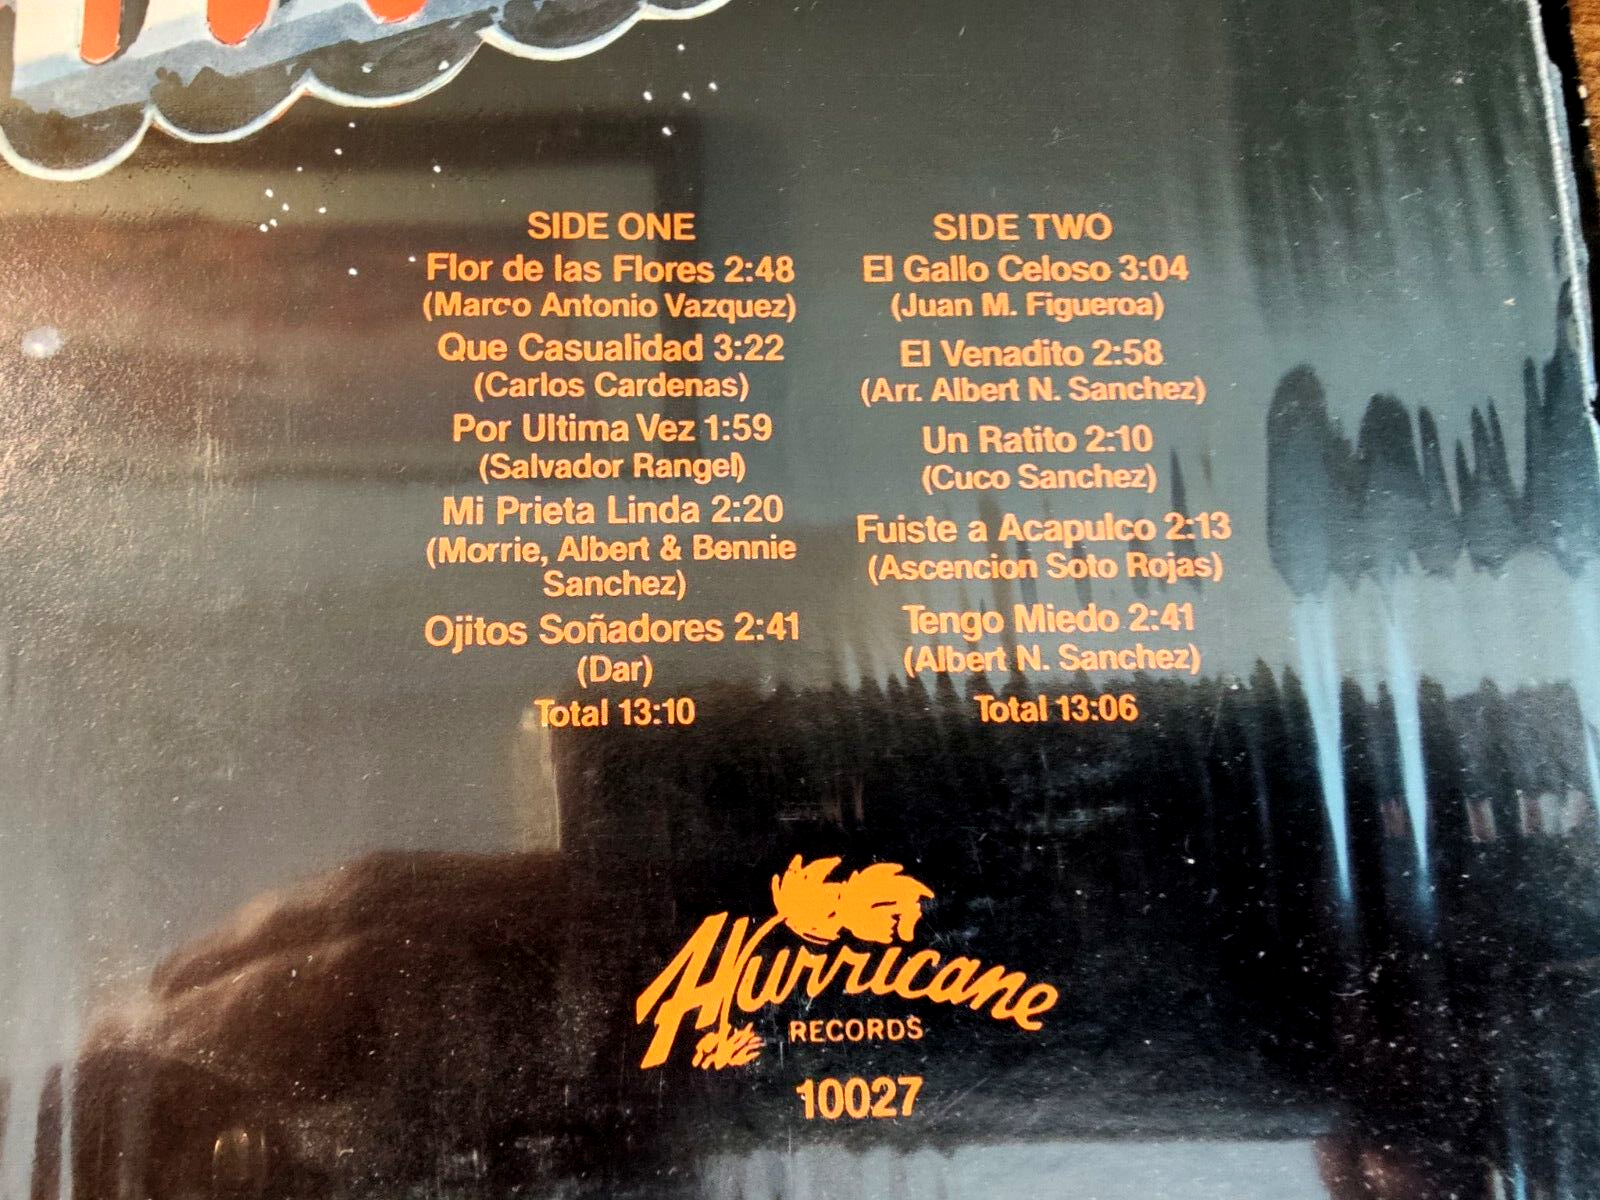 SIDE ONE
Flor de las Flores 2:48
(Marco Antonio Vazquez)
Que Casualidad 3:22
(Carlos Cardenas)
Por Ultima Vez 1:59
(Salvador Rangel)
Mi Prieta Linda 2:20
(Morrie, Albert & Bennie
Sanchez)
Ojitos Soñadores 2:41
(Dar)
Total 13:10
SIDE TWO
El Gallo Celoso 3:04
(Juan M. Figueroa)
El Venadito 2:58
(Arr. Albert N. Sanchez)
Un Ratito 2:10
(Cuco Sanchez)
Fuiste a Acapulco 2:13
(Ascencion Soto Rojas)
Tengo Miedo 2:41
(Albert N. Sanchez)
Total 13:06
Hurricane
RECORDS
10027